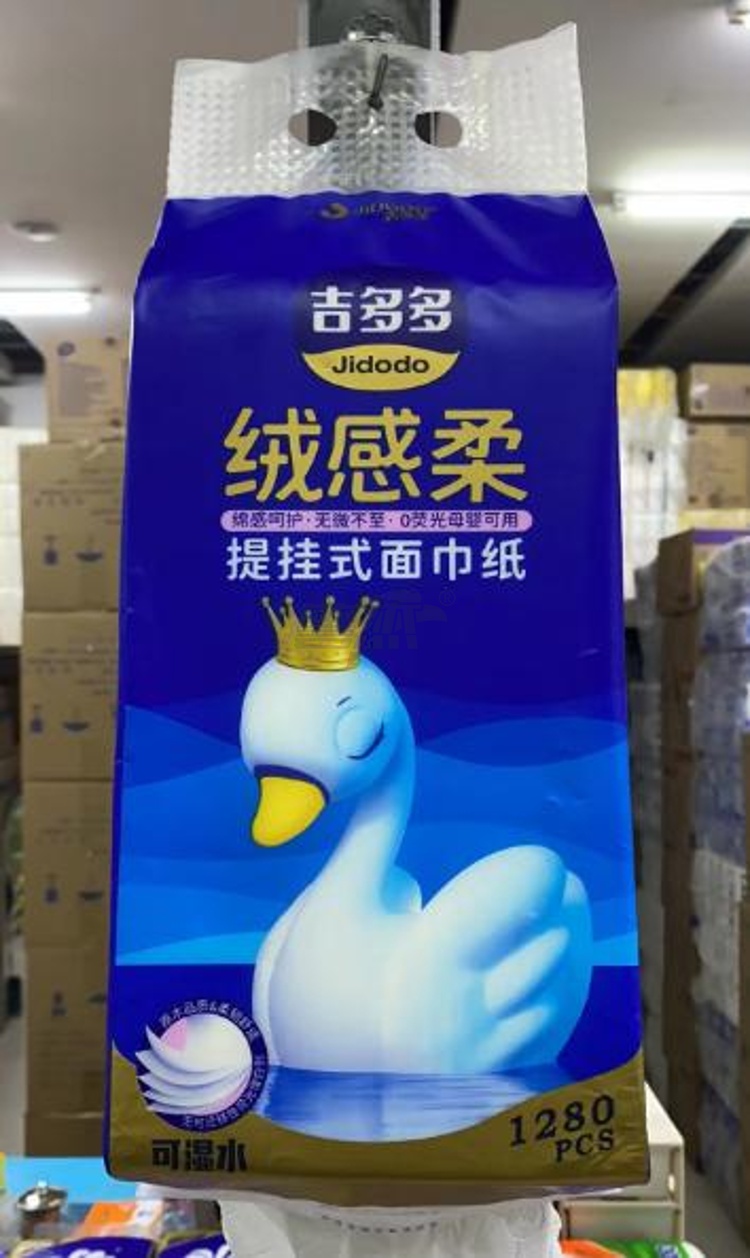 吉多多
Jidodo
绒感柔
绵感呵护·无微不至·0荧光母婴可用
提挂式面巾纸
可湿水
1280
PCS